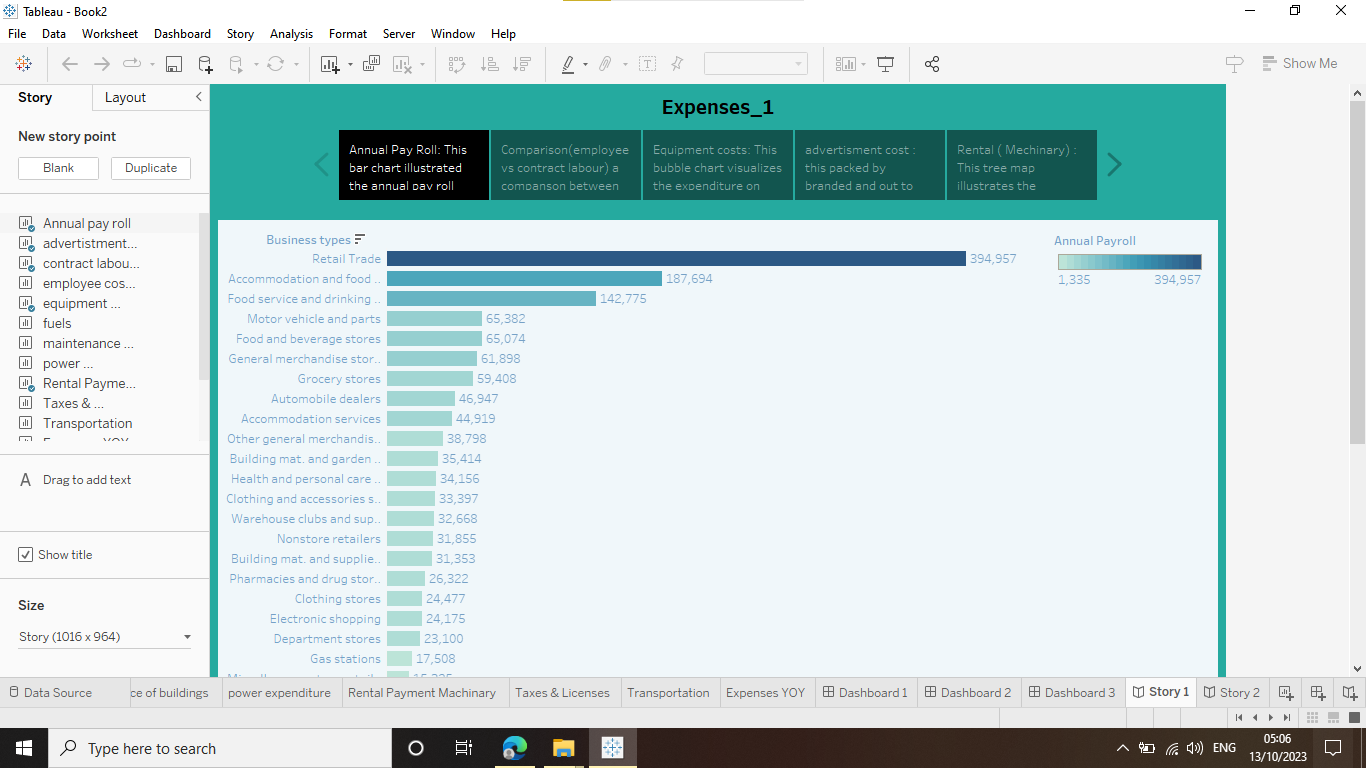 Tableau - Book2
File Data Worksheet Dashboard Story Analysis Format Server Window Help
Show Me
Story Layout
New story point
Blank Duplicate
Annual pay roll
advertistment...
contract labou...
employee cos...
equipment ...
fuels
maintenance ...
power ...
Rental Payme...
Taxes & ...
Transportation
Expenses YOY
A Drag to add text
Show title
Size
Story (1016 x 964)
Expenses_1
Annual Pay Roll: This
bar chart illustrated
the annual pay roll
Comparison(employee
vs contract labour) a
comparison between
Equipment costs: This
bubble chart visualizes
the expenditure on
advertisment cost :
this packed by
branded and out to
Rental ( Mechinary) :
This tree map
illustrates the
Business types
Retail Trade 394,957
Accommodation and food .. 187,694
Food service and drinking .. 142,775
Motor vehicle and parts 65,382
Food and beverage stores 65,074
General merchandise stor.. 61,898
Grocery stores 59,408
Automobile dealers 46,947
Accommodation services 44,919
Other general merchandis.. 38,798
Building mat. and garden .. 35,414
Health and personal care .. 34,156
Clothing and accessories s.. 33,397
Warehouse clubs and sup.. 32,668
Nonstore retailers 31,855
Building mat. and supplie.. 31,353
Pharmacies and drug stor.. 26,322
Clothing stores 24,477
Electronic shopping 24,175
Department stores 23,100
Gas stations 17,508
Annual Payroll
1,335 394,957
Data Source ce of buildings power expenditure Rental Payment Machinary Taxes & Licenses Transportation Expenses YOY Dashboard 1 Dashboard 2 Dashboard 3 Story 1 Story 2
Type here to search
ENG
05:06
13/10/2023